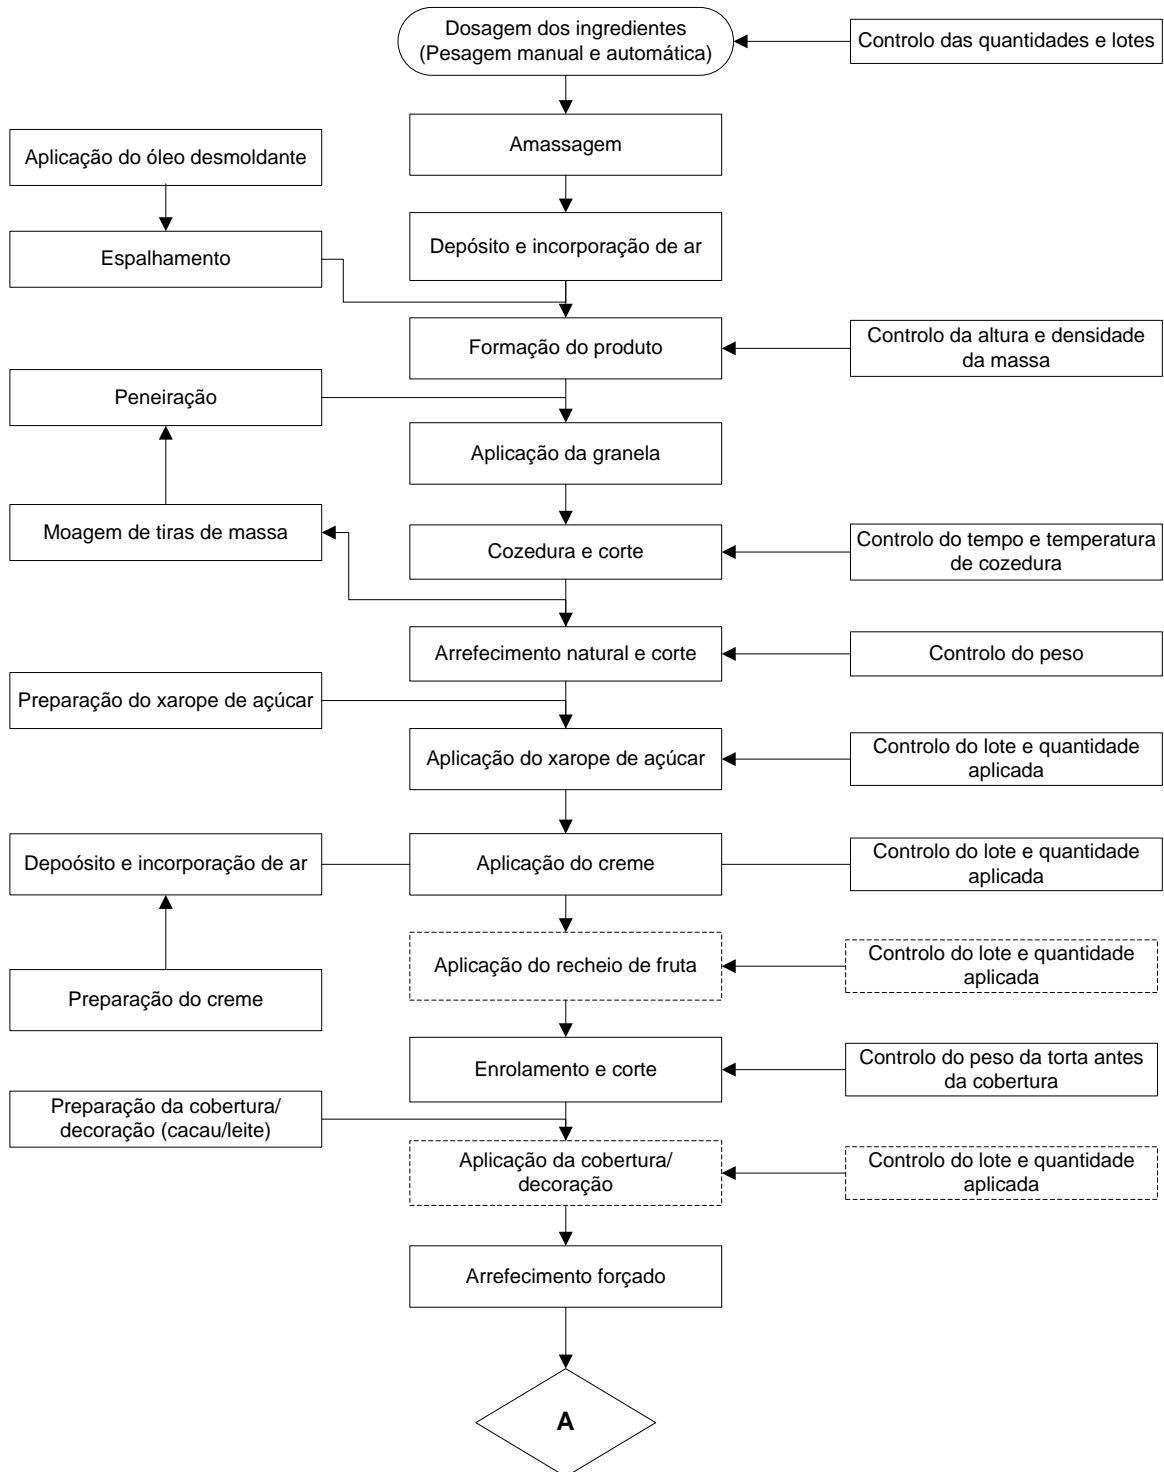 Dosagem dos ingredientes
(Pesagem manual e automática)
Controlo das quantidades e lotes
Amassagem
Aplicação do óleo desmoldante
Depósito e incorporação de ar
Espalhamento
Formação do produto
Controlo da altura e densidade
da massa
Peneiração
Aplicação da granela
Moagem de tiras de massa
Cozedura e corte
Controlo do tempo e temperatura
de cozedura
Arrefecimento natural e corte
Controlo do peso
Preparação do xarope de açúcar
Aplicação do xarope de açúcar
Controlo do lote e quantidade
aplicada
Depoósito e incorporação de ar
Aplicação do creme
Controlo do lote e quantidade
aplicada
Aplicação do recheio de fruta
Controlo do lote e quantidade
aplicada
Preparação do creme
Enrolamento e corte
Controlo do peso da torta antes
da cobertura
Preparação da cobertura/
decoração (cacau/leite)
Aplicação da cobertura/
decoração
Controlo do lote e quantidade
aplicada
Arrefecimento forçado
A